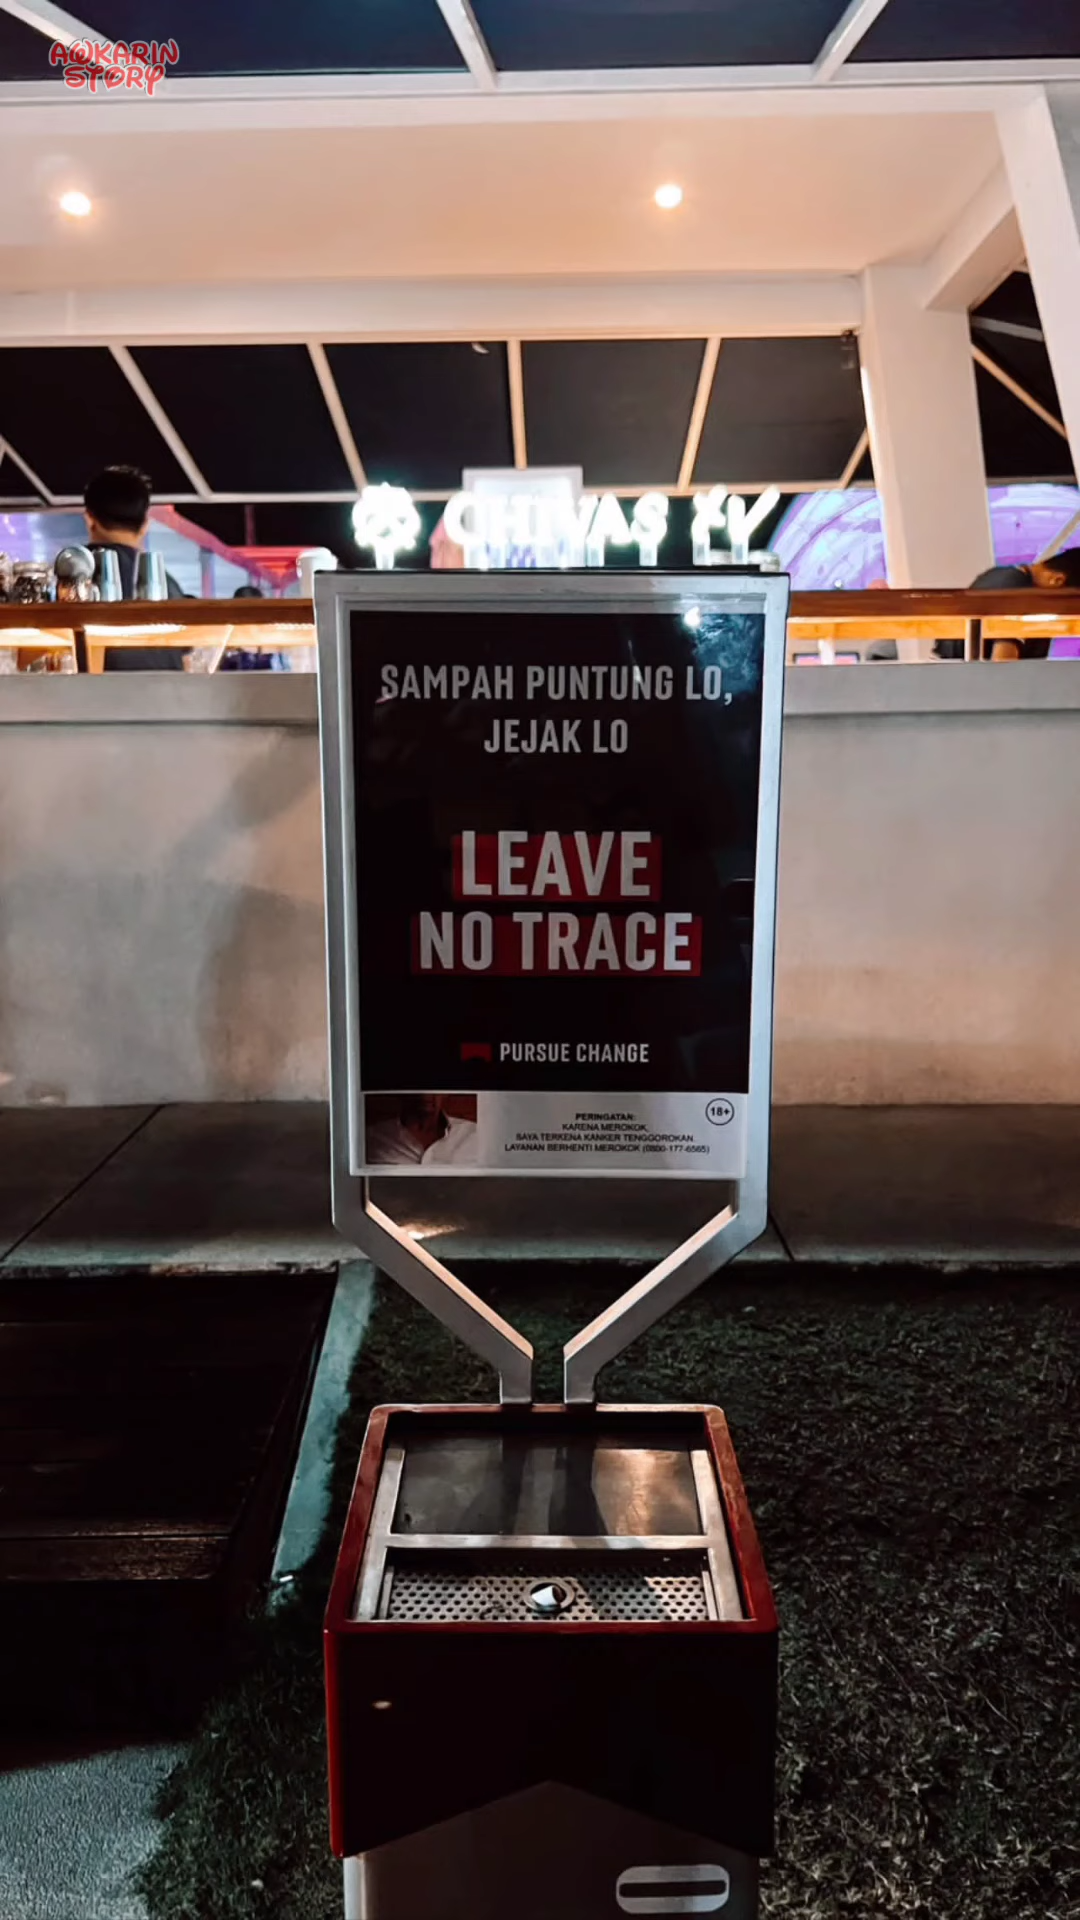 AWKARIN
STORY
CHIVAS XV
SAMPAH PUNTUNG LO,
JEJAK LO
LEAVE
NO TRACE
PURSUE CHANGE
18+
PERINGATAN:
KARENA MEROKOK,
SAYA TERKENA KANKER TENGGOROKAN.
LAYANAN BERHENTI MEROKOK (0800-177-6565)